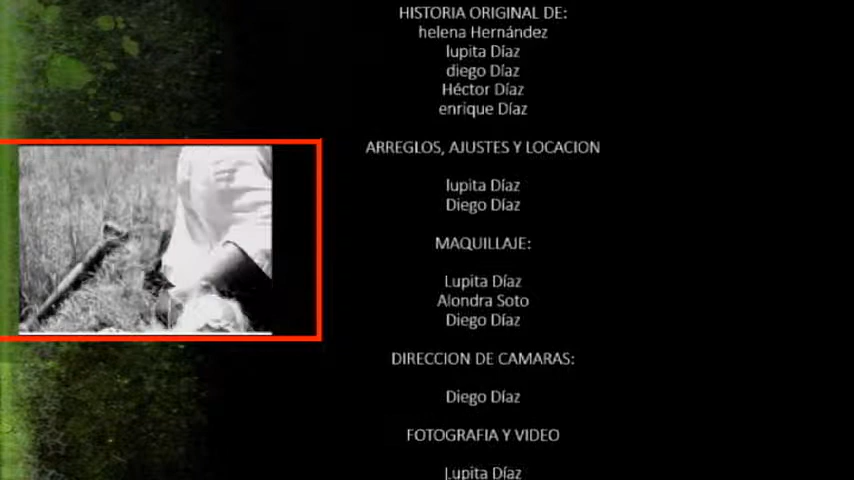 HISTORIA ORIGINAL DE:
helena Hernández
lupita Díaz
diego Díaz
Héctor Díaz
enrique Díaz
ARREGLOS, AJUSTES Y LOCACION
lupita Díaz
Diego Díaz
MAQUILLAJE:
Lupita Díaz
Alondra Soto
Diego Díaz
DIRECCION DE CAMARAS:
Diego Díaz
FOTOGRAFIA Y VIDEO
Lupita Díaz